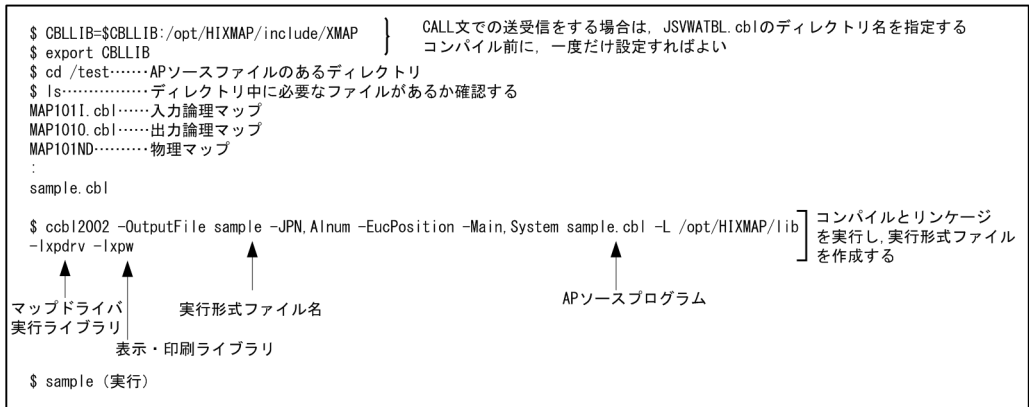 $ CBLLIB=$CBLLIB:/opt/HIXMAP/include/XMAP
$ export CBLLIB
CALL文での送受信をする場合は，JSVWATBL.cblのディレクトリ名を指定する
コンパイル前に，一度だけ設定すればよい
$ cd /test‥‥‥‥APソースファイルのあるディレクトリ
$ ls‥‥‥‥‥‥‥ディレクトリ中に必要なファイルがあるか確認する
MAP101I.cbl‥‥‥入力論理マップ
MAP101O.cbl‥‥‥出力論理マップ
MAP101ND‥‥‥‥‥物理マップ
:
sample.cbl
$ ccbl2002 -OutputFile sample -JPN,Alnum -EucPosition -Main,System sample.cbl -L /opt/HIXMAP/lib
-lxpdrv -lxpw
コンパイルとリンケージ
を実行し，実行形式ファイル
を作成する
マップドライバ
実行ライブラリ
実行形式ファイル名
APソースプログラム
表示・印刷ライブラリ
$ sample（実行）